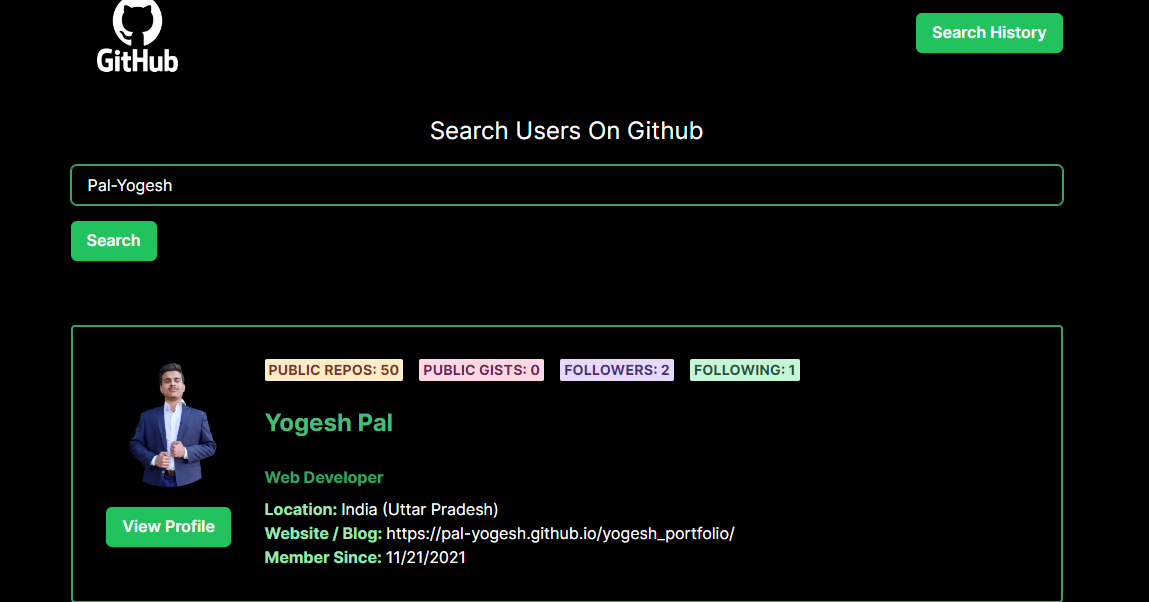 GitHub
Search History
Search Users On Github
Pal-Yogesh
Search
PUBLIC REPOS: 50 PUBLIC GISTS: 0 FOLLOWERS: 2 FOLLOWING: 1
Yogesh Pal
Web Developer
Location: India (Uttar Pradesh)
View Profile
Website / Blog: https://pal-yogesh.github.io/yogesh_portfolio/
Member Since: 11/21/2021